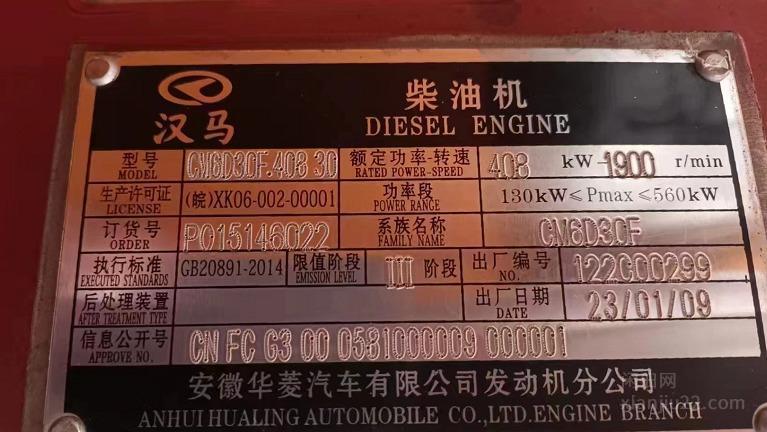 汉马
柴油机
DIESEL ENGINE
型号 CM6D30F.408 30 额定功率-转速 408 kW-1900 r/min
MODEL RATED POWER-SPEED
生产许可证 (皖)XK06-002-00001 功率段 130kW≤Pmax≤560kW
LICENSE POWER RANGE
订货号 P015146022 系族名称 CM6D30F
ORDER FAMILY NAME
执行标准 GB20891-2014 限值阶段 III 阶段 出厂编号 122C00299
EXECUTED STANDARDS EMISSION LEVEL NO.
后处理装置 出厂日期 23/01/09
AFTER TREATMENT TYPE DATE
信息公开号 CN FC G3 00 0581000009 000001
APPROVE NO.
安徽华菱汽车有限公司发动机分公司
ANHUI HUALING AUTOMOBILE CO.,LTD.ENGINE BRANCH